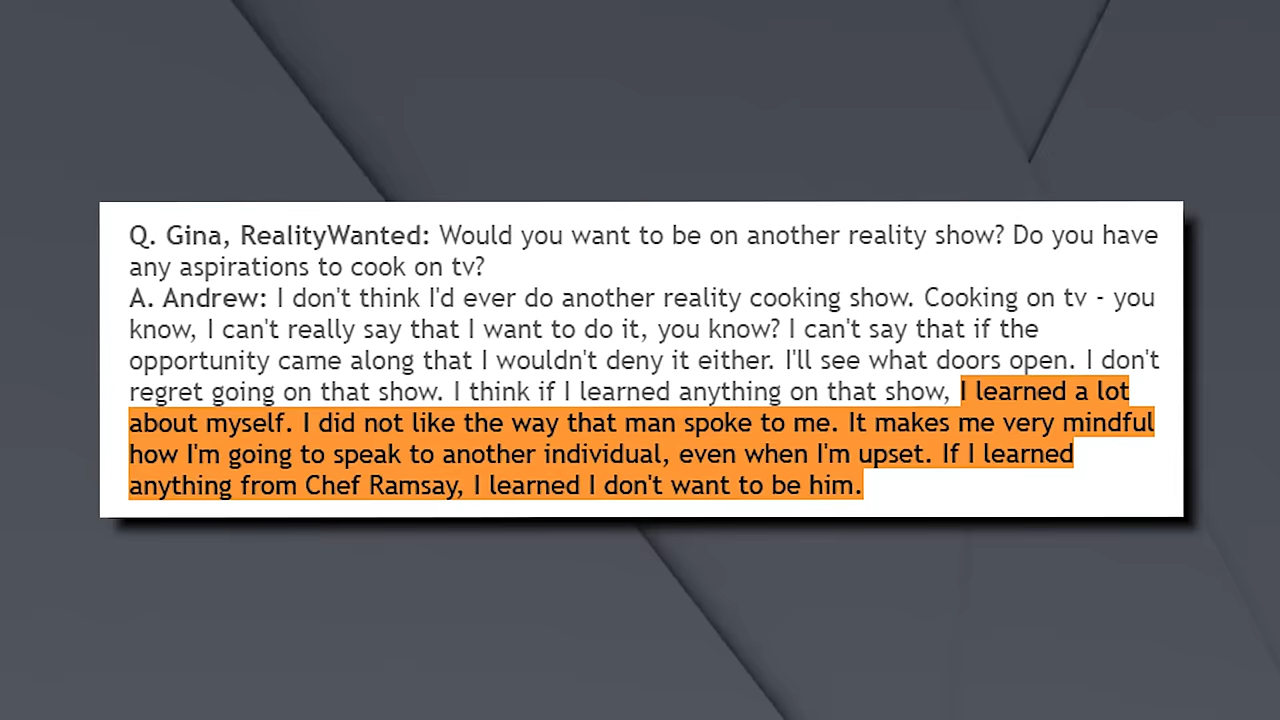 Q. Gina, RealityWanted: Would you want to be on another reality show? Do you have
any aspirations to cook on tv?
A. Andrew: I don't think I'd ever do another reality cooking show. Cooking on tv - you
know, I can't really say that I want to do it, you know? I can't say that if the
opportunity came along that I wouldn't deny it either. I'll see what doors open. I don't
regret going on that show. I think if I learned anything on that show, I learned a lot
about myself. I did not like the way that man spoke to me. It makes me very mindful
how I'm going to speak to another individual, even when I'm upset. If I learned
anything from Chef Ramsay, I learned I don't want to be him.